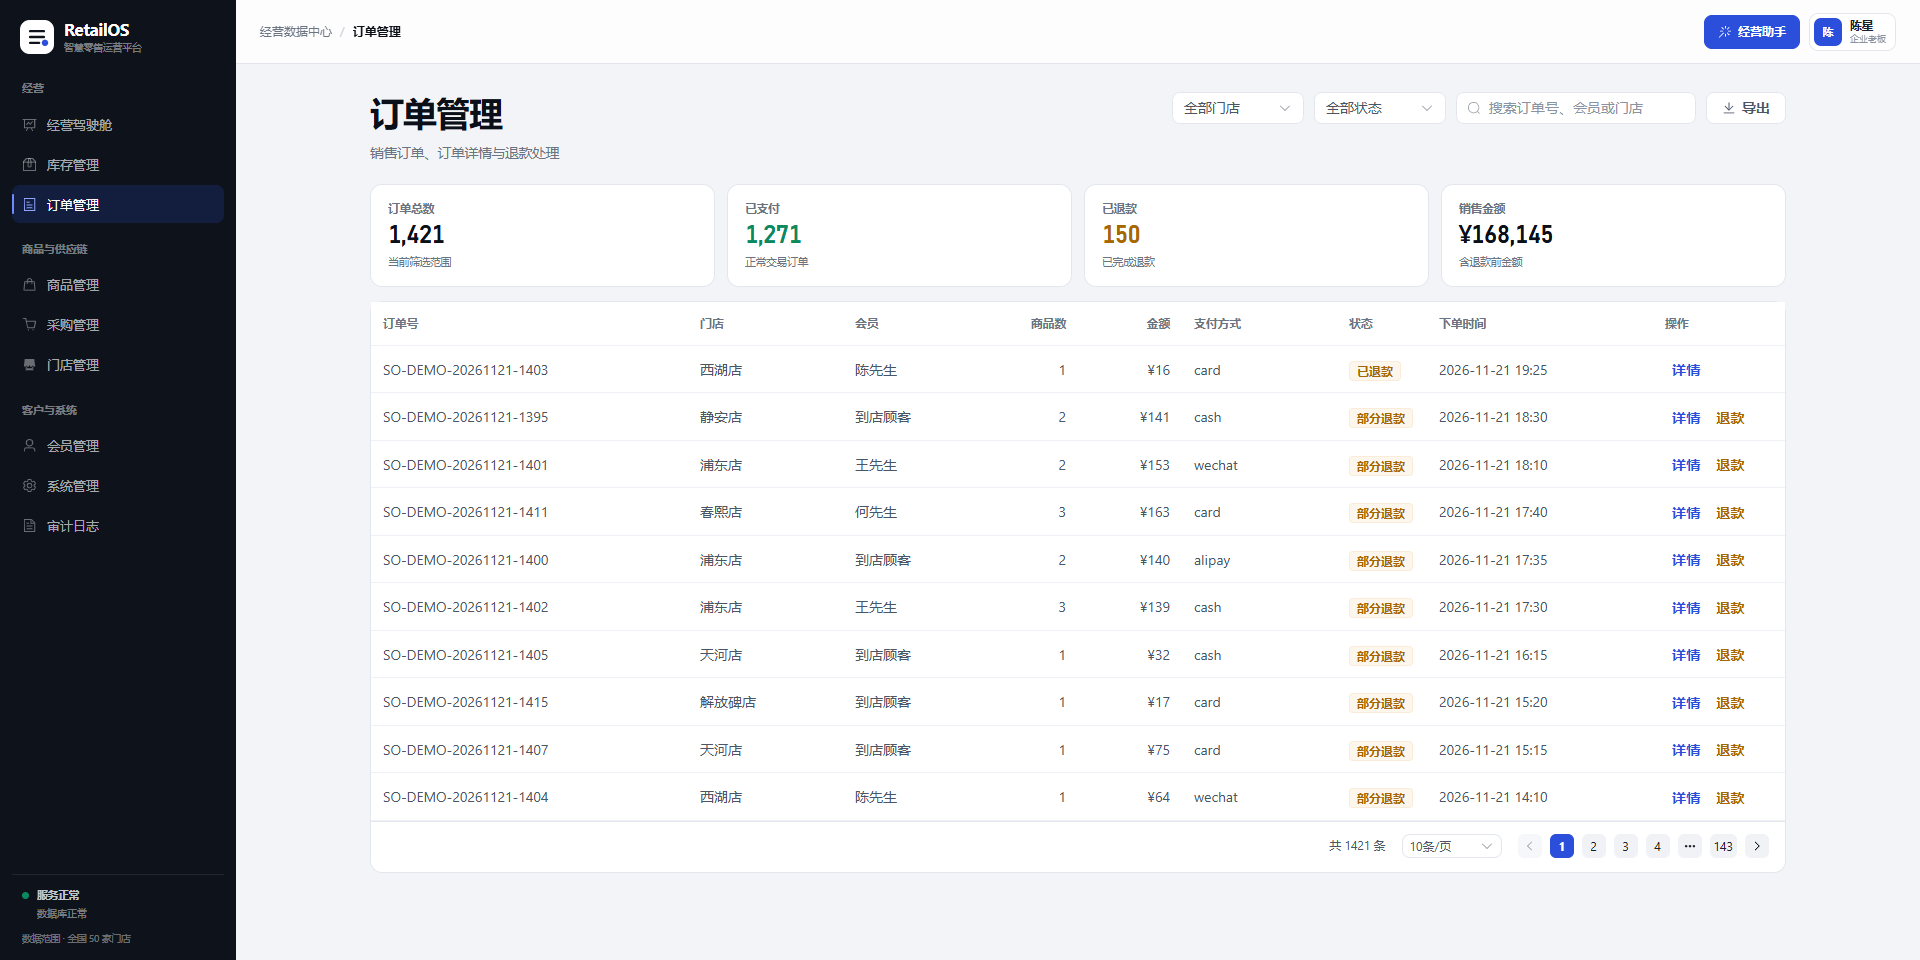 RetailOS
智慧零售运营平台
经营
经营驾驶舱
库存管理
订单管理
商品与供应链
商品管理
采购管理
门店管理
客户与系统
会员管理
系统管理
审计日志
服务正常
数据库正常
数据范围 · 全国 50 家门店
经营数据中心 / 订单管理
经营助手
陈
陈星
企业老板
订单管理
销售订单、订单详情与退款处理
全部门店
全部状态
搜索订单号、会员或门店
导出
订单总数
1,421
当前筛选范围
已支付
1,271
正常交易订单
已退款
150
已完成退款
销售金额
¥168,145
含退款前金额
订单号 门店 会员 商品数 金额 支付方式 状态 下单时间 操作
SO-DEMO-20261121-1403 西湖店 陈先生 1 ¥16 card 已退款 2026-11-21 19:25 详情
SO-DEMO-20261121-1395 静安店 到店顾客 2 ¥141 cash 部分退款 2026-11-21 18:30 详情 退款
SO-DEMO-20261121-1401 浦东店 王先生 2 ¥153 wechat 部分退款 2026-11-21 18:10 详情 退款
SO-DEMO-20261121-1411 春熙店 何先生 3 ¥163 card 部分退款 2026-11-21 17:40 详情 退款
SO-DEMO-20261121-1400 浦东店 到店顾客 2 ¥140 alipay 部分退款 2026-11-21 17:35 详情 退款
SO-DEMO-20261121-1402 浦东店 王先生 3 ¥139 cash 部分退款 2026-11-21 17:30 详情 退款
SO-DEMO-20261121-1405 天河店 到店顾客 1 ¥32 cash 部分退款 2026-11-21 16:15 详情 退款
SO-DEMO-20261121-1415 解放碑店 到店顾客 1 ¥17 card 部分退款 2026-11-21 15:20 详情 退款
SO-DEMO-20261121-1407 天河店 到店顾客 1 ¥75 card 部分退款 2026-11-21 15:15 详情 退款
SO-DEMO-20261121-1404 西湖店 陈先生 1 ¥64 wechat 部分退款 2026-11-21 14:10 详情 退款
共 1421 条 10条/页 1 2 3 4 ••• 143